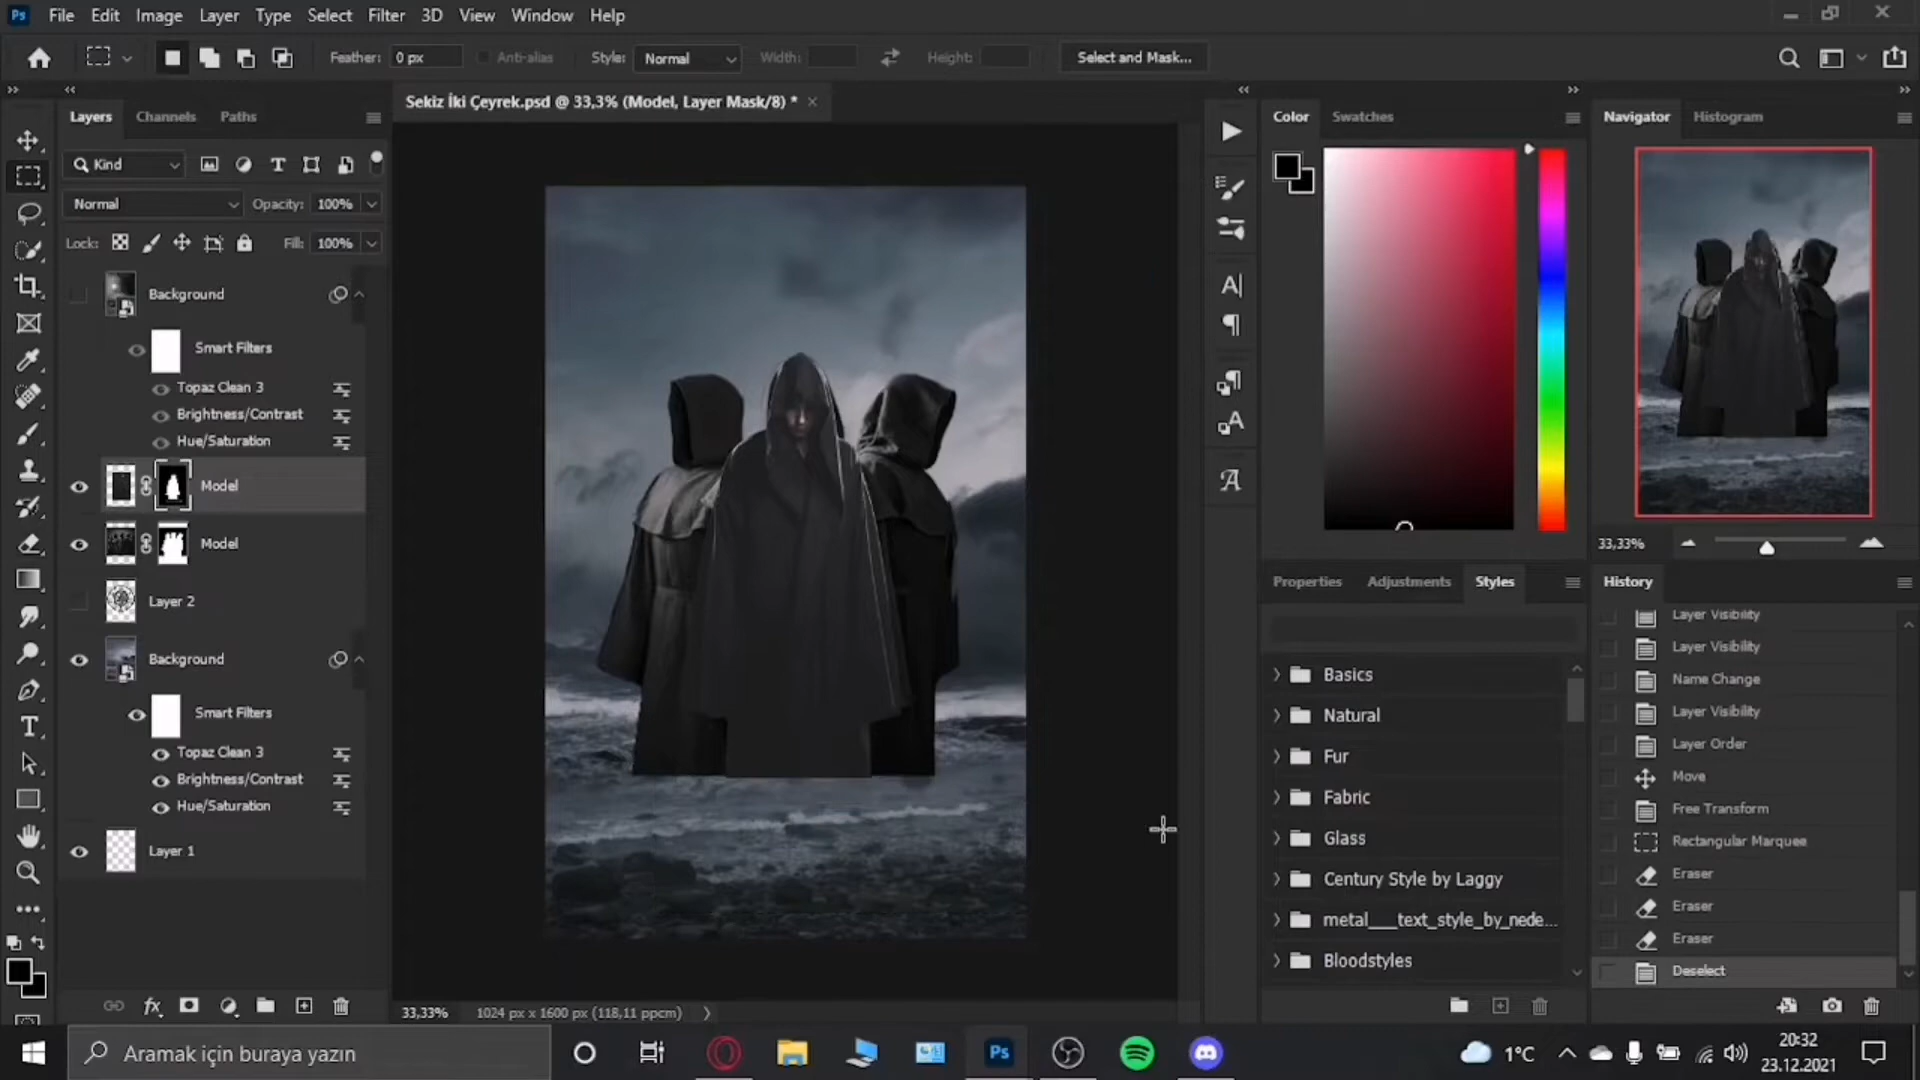 Ps File Edit Image Layer Type Select Filter 3D View Window Help
Feather: 0 px Anti-alias Style: Normal Width: Height: Select and Mask...
Layers Channels Paths
Sekiz İki Çeyrek.psd @ 33,3% (Model, Layer Mask/8) * ×
Color Swatches
Navigator Histogram
Kind
Normal Opacity: 100%
Lock: Fill: 100%
Background
Smart Filters
Topaz Clean 3
Brightness/Contrast
Hue/Saturation
Model
Model
Layer 2
Background
Smart Filters
Topaz Clean 3
Brightness/Contrast
Hue/Saturation
Layer 1
33,33%
Properties Adjustments Styles
Basics
Natural
Fur
Fabric
Glass
Century Style by Laggy
metal___text_style_by_nede...
Bloodstyles
History
Layer Visibility
Layer Visibility
Name Change
Layer Visibility
Layer Order
Move
Free Transform
Rectangular Marquee
Eraser
Eraser
Eraser
Deselect
33,33% 1024 px x 1600 px (118,11 ppcm)
Aramak için buraya yazın
Ps
1°C
20:32
23.12.2021